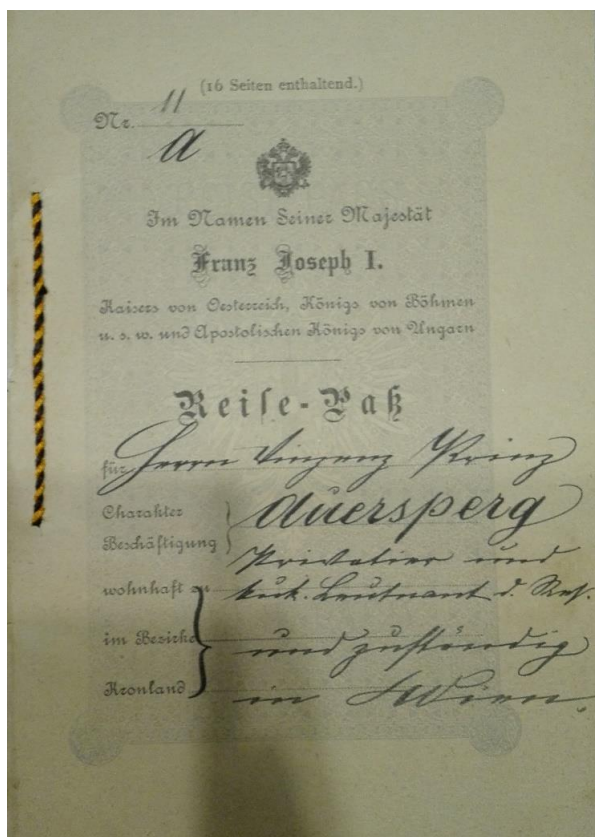 (16 Seiten enthaltend.)
Nr. 11
a
Im Namen Seiner Majestät
Franz Joseph I.
Kaisers von Oesterreich, Königs von Böhmen
u. s. w. und Apostolischen Königs von Ungarn
Reise-Paß
für Herrn Vinzenz Prinz
Charakter Auersperg
Beschäftigung Privatier und
wohnhaft zu k.u.k. Leutnant d. Res.
im Bezirke und zuständig
Kronland in Wien.